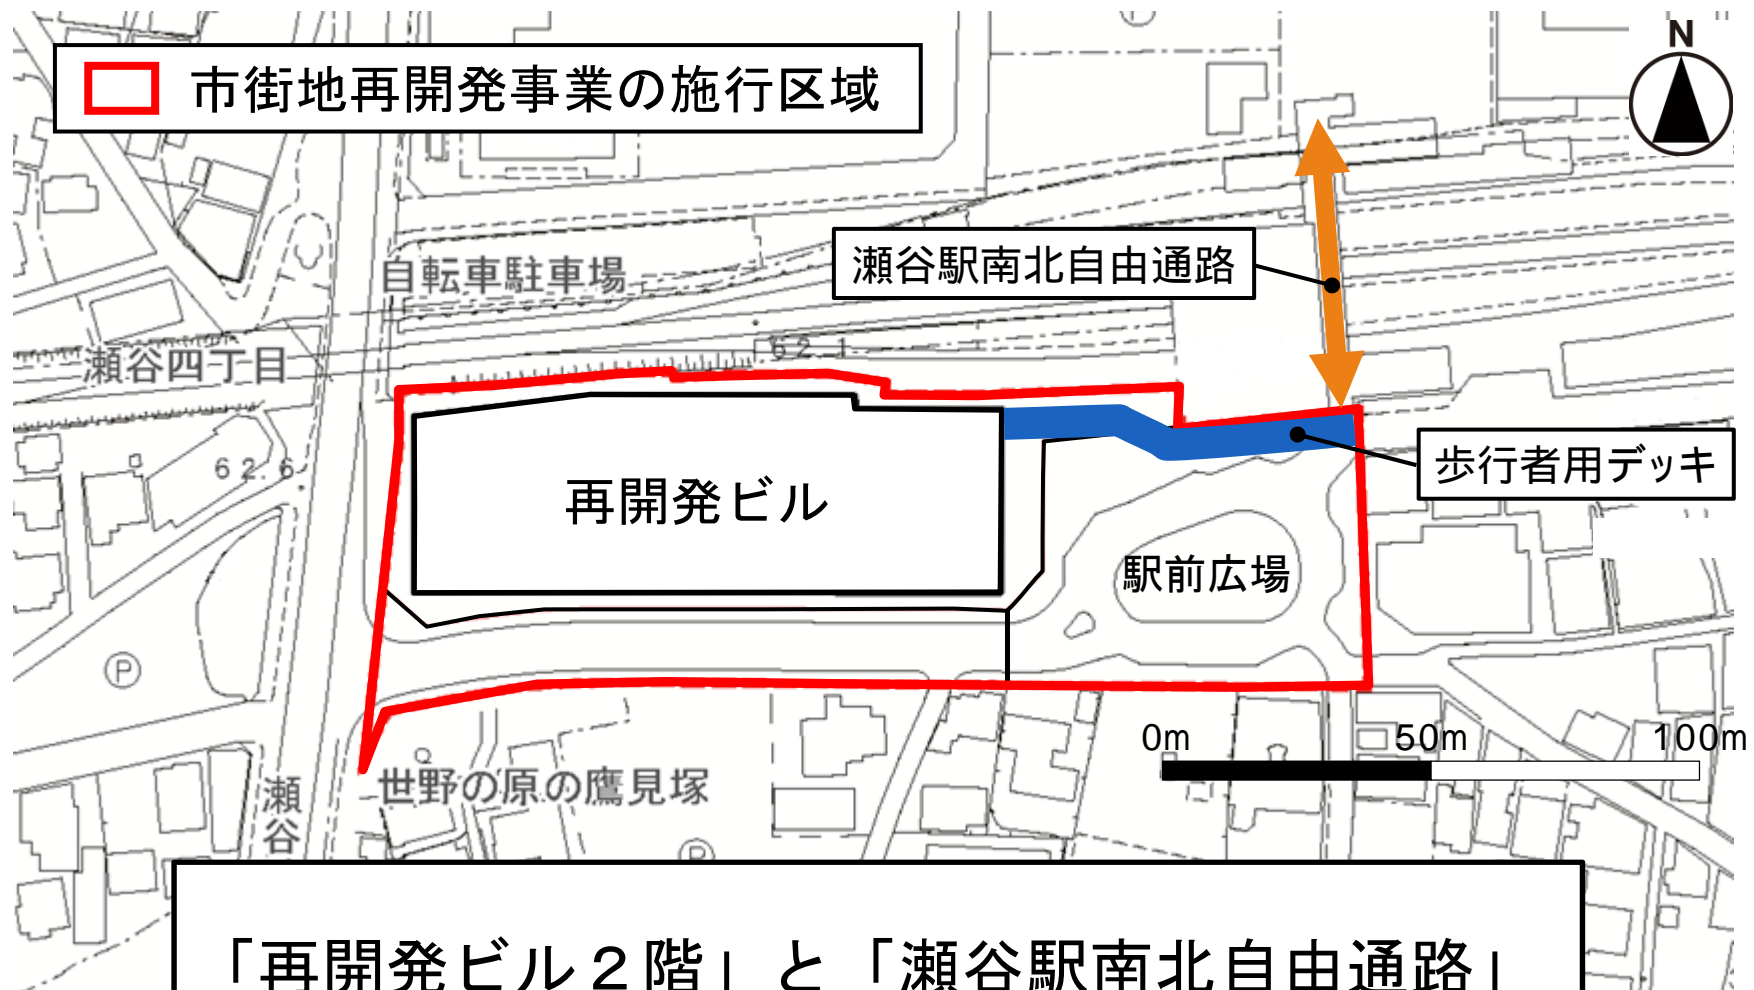 N
市街地再開発事業の施行区域
瀬谷駅南北自由通路
自転車駐車場
62.1
瀬谷四丁目
歩行者用デッキ
62.6
再開発ビル
駅前広場
P
0m 50m 100m
世野の原の鷹見塚
瀬谷
P
「再開発ビル２階」と「瀬谷駅南北自由通路」